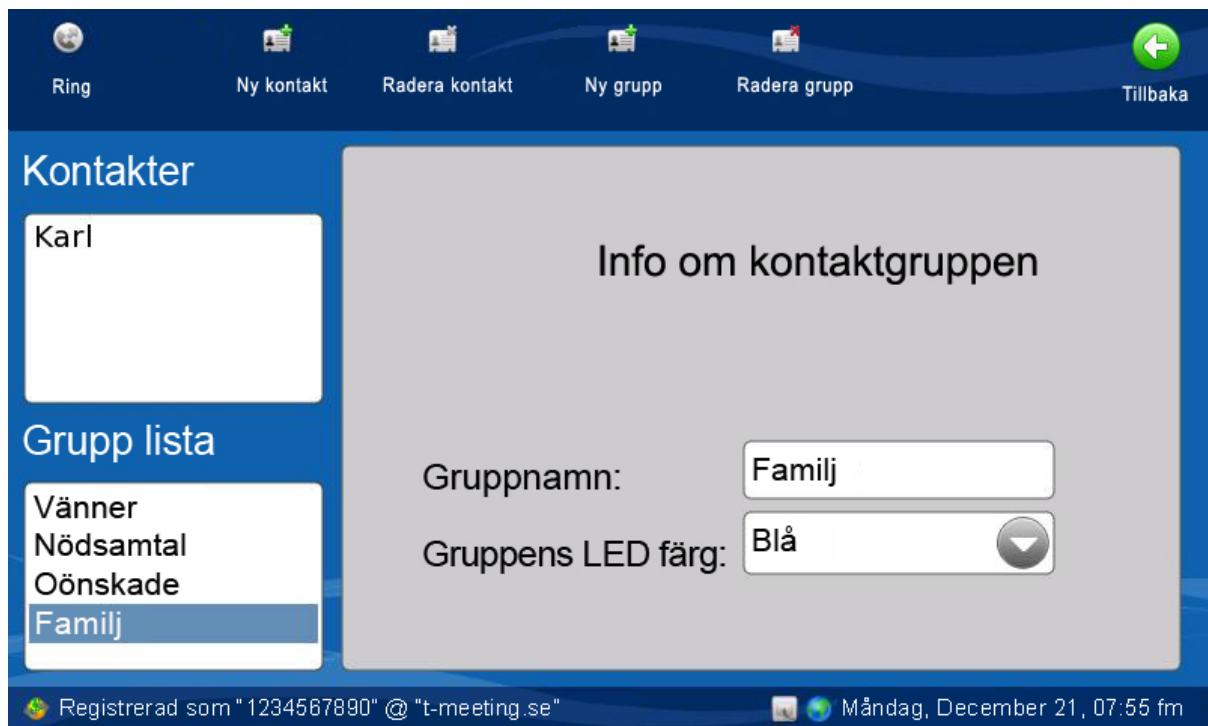 Ring
Ny kontakt
Radera kontakt
Ny grupp
Radera grupp
Tillbaka
Kontakter
Karl
Grupp lista
Vänner
Nödsamtal
Oönskade
Familj
Info om kontaktgruppen
Gruppnamn: Familj
Gruppens LED färg: Blå
Registrerad som "1234567890" @ "t-meeting.se"
Måndag, December 21, 07:55 fm